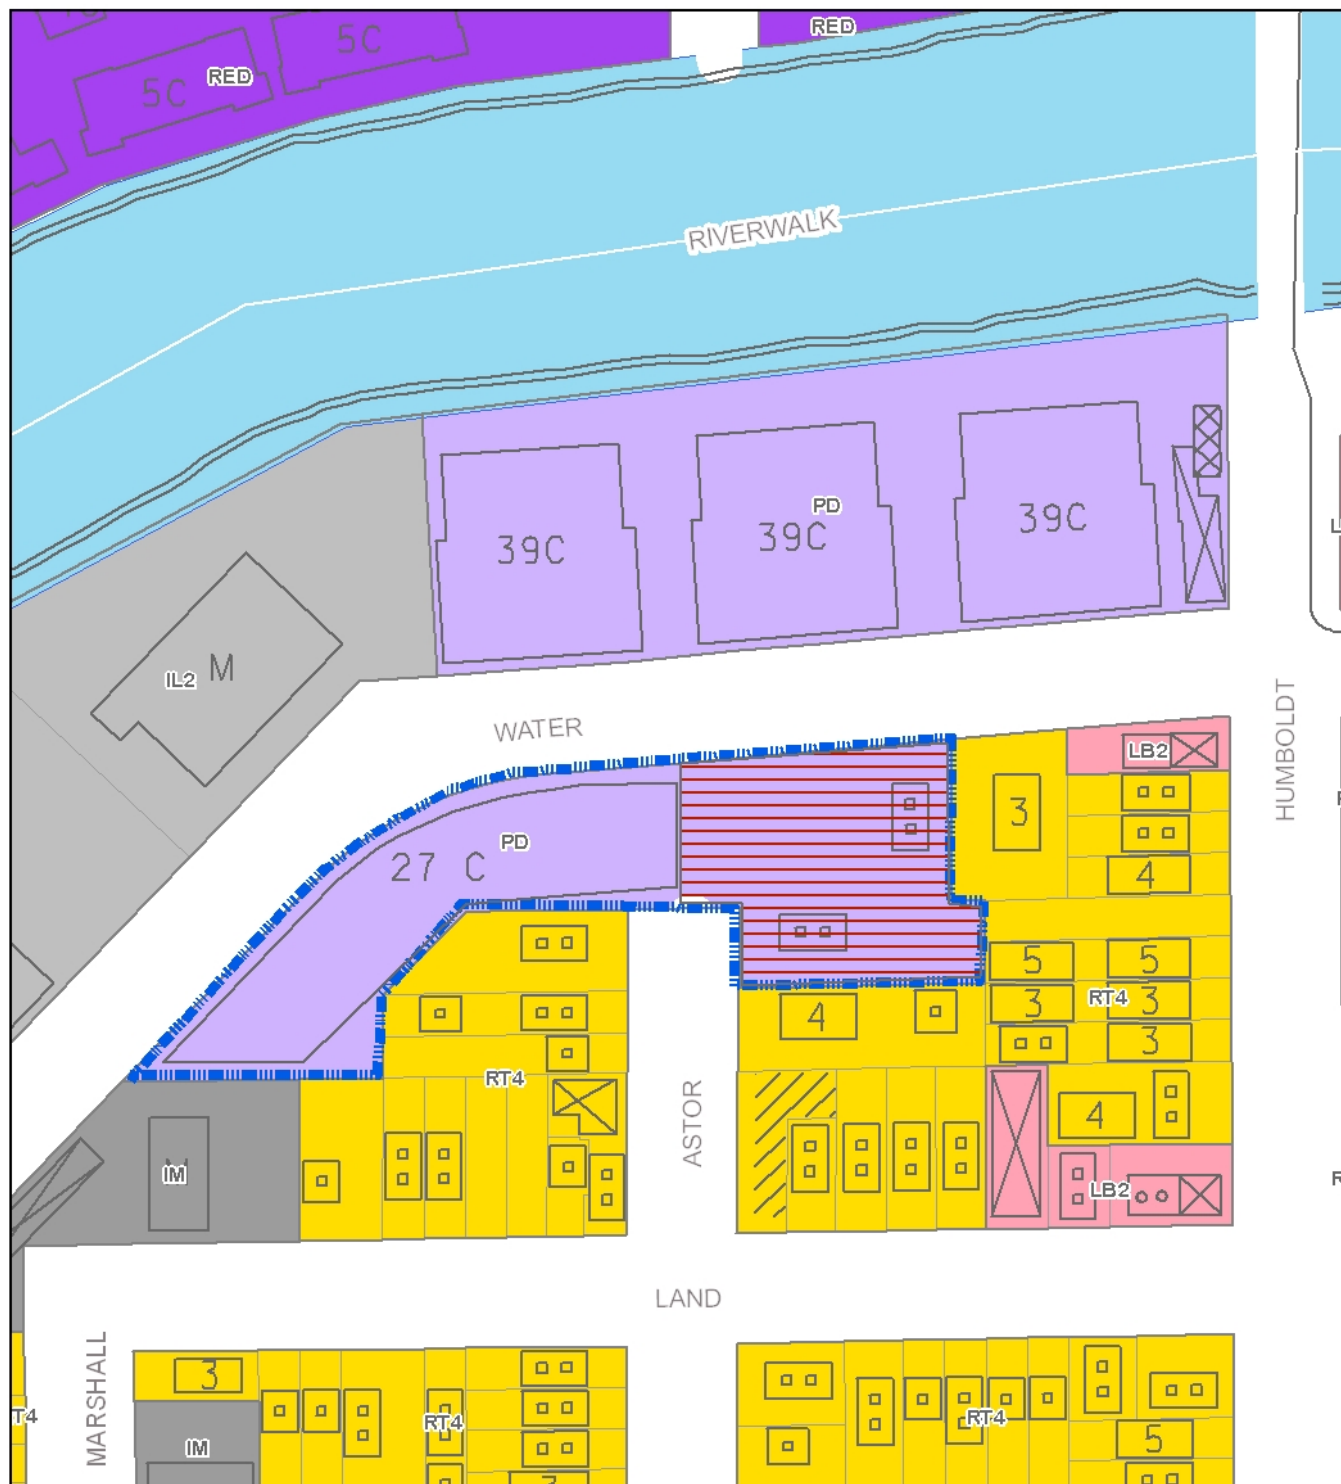 RED
5C
5C
RED
RIVERWALK
39C
39C
PD
39C
IL2
M
WATER
HUMBOLDT
LB2
3
4
PD
27 C
5
5
3
RT4
3
3
4
RT4
ASTOR
4
IM
LB2
LAND
MARSHALL
3
RT4
IM
T4
RT4
5